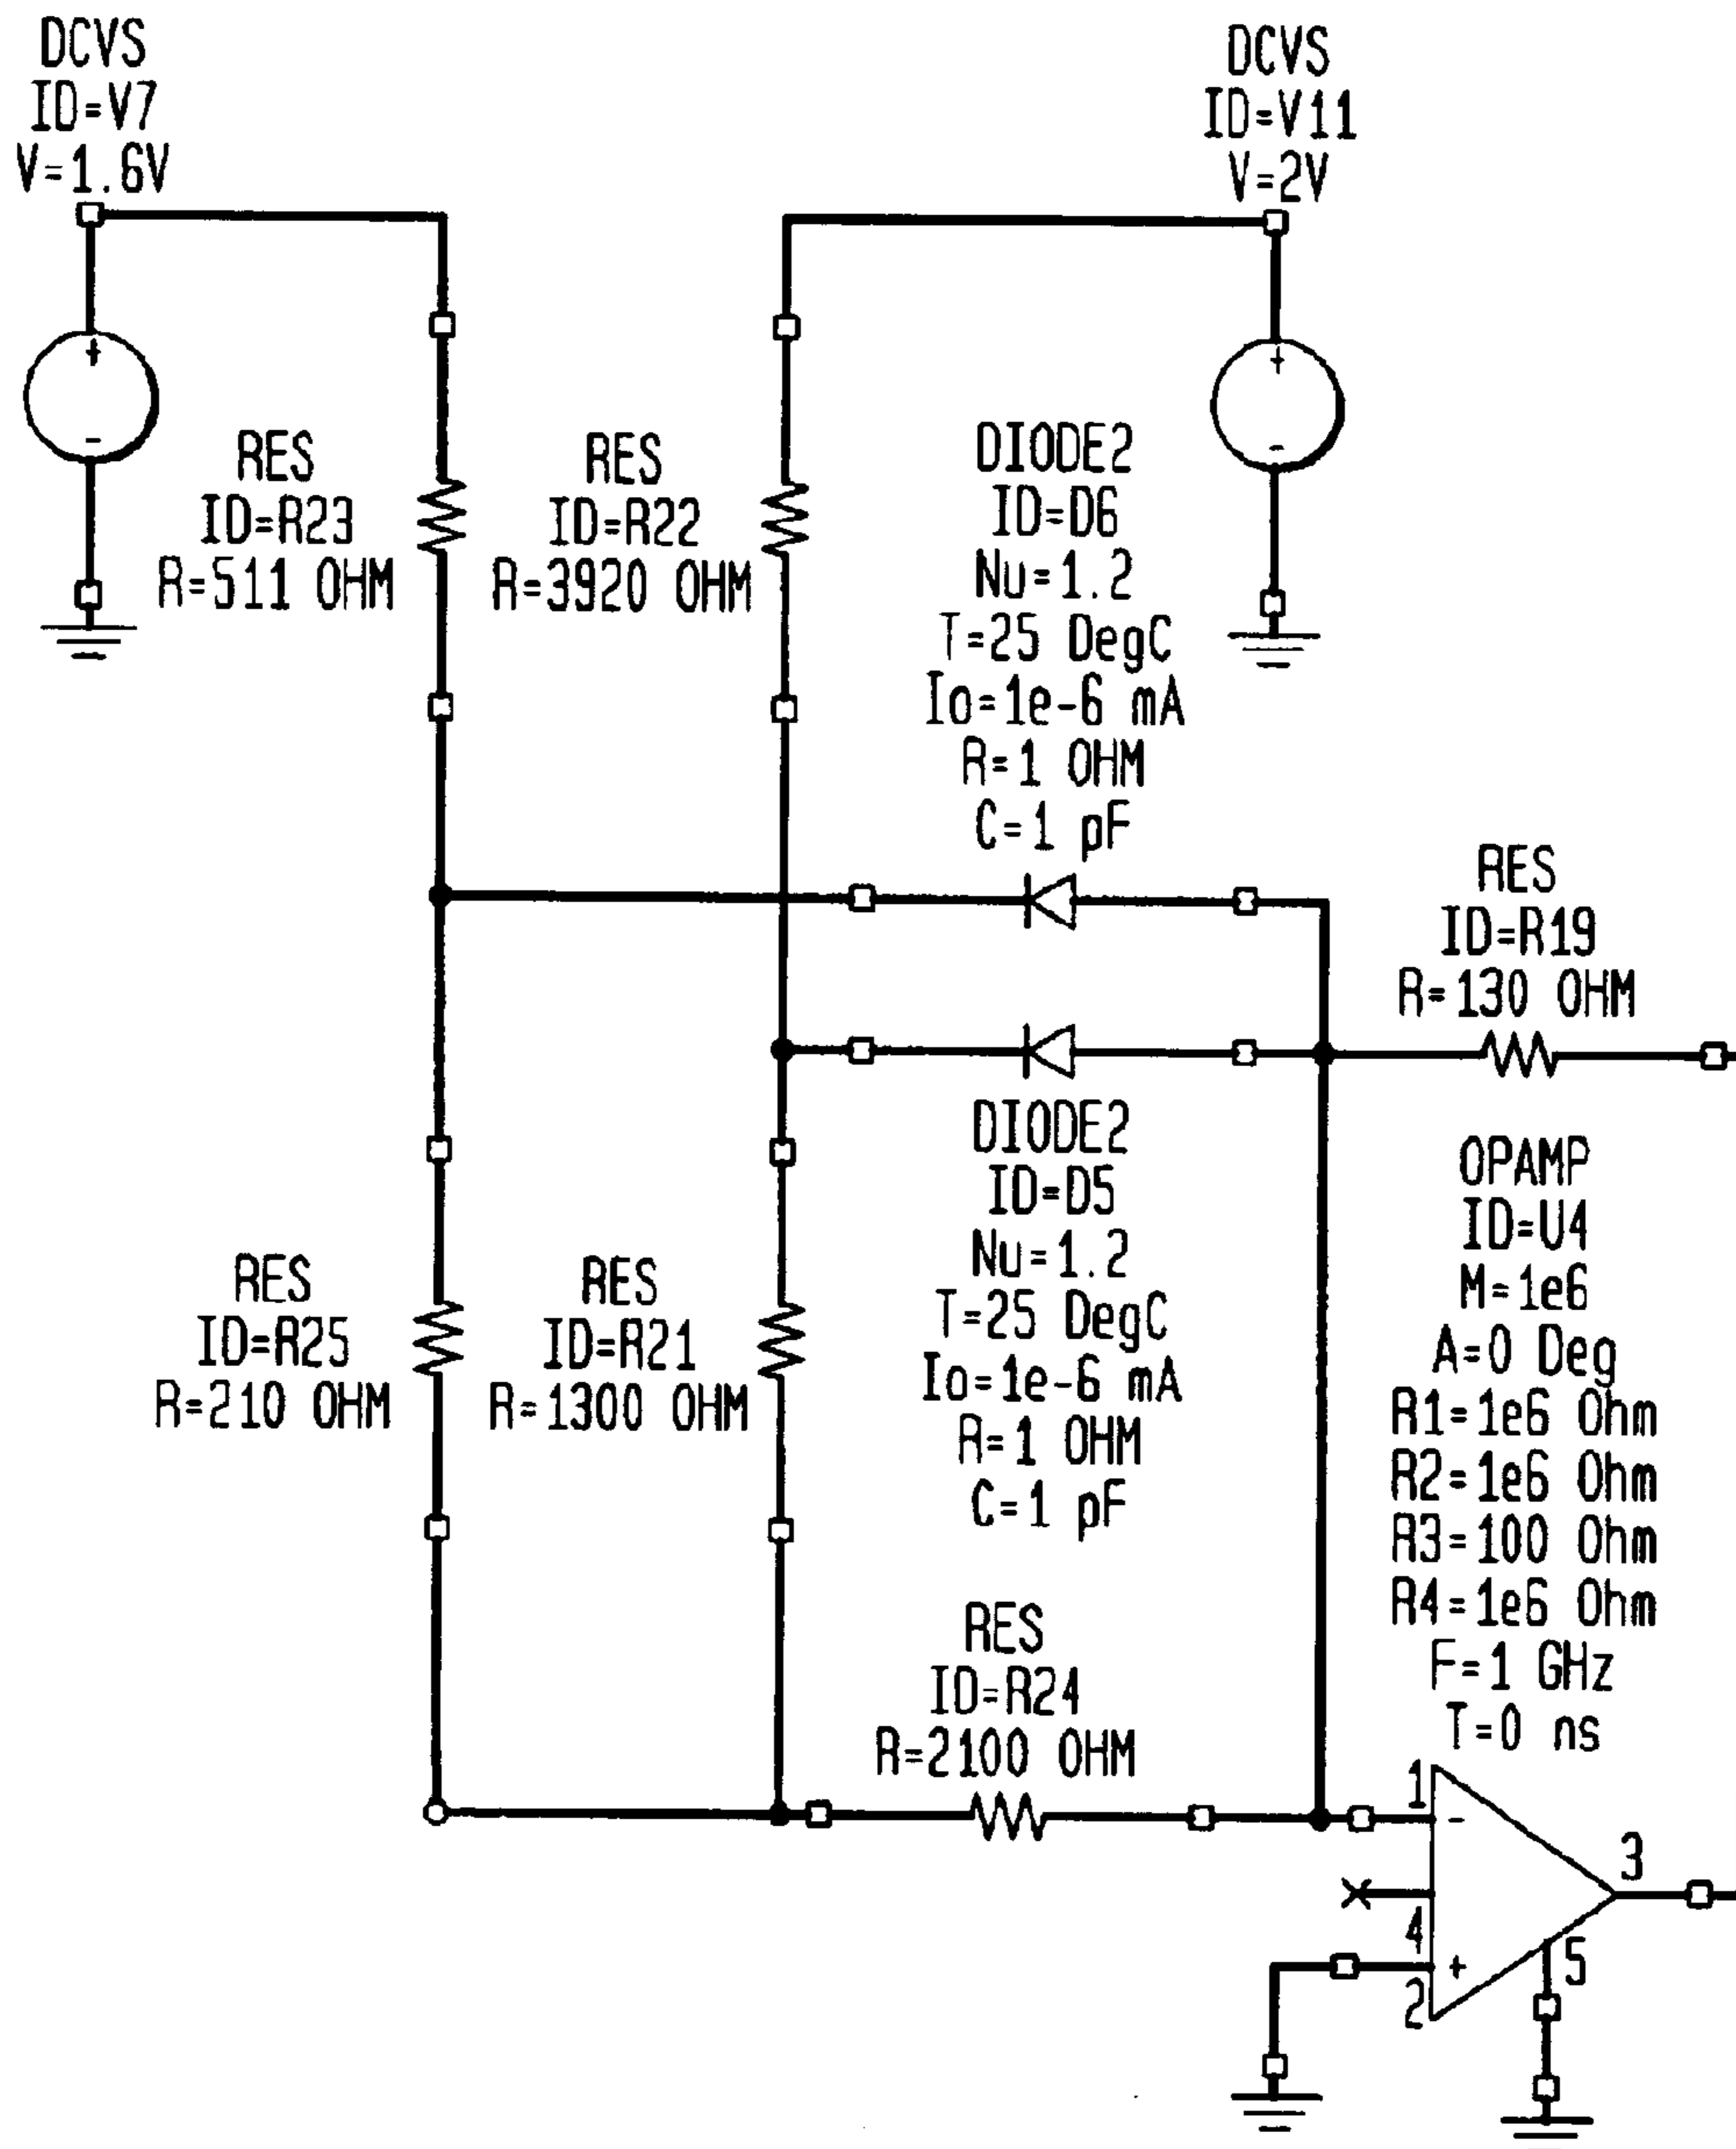 DCVS
ID=V7
V=1.6V
DCVS
ID=V11
V=2V
+
-
+
-
RES
ID=R23
R=511 OHM
RES
ID=R22
R=3920 OHM
DIODE2
ID=D6
Nu=1.2
T=25 DegC
Io=1e-6 mA
R=1 OHM
C=1 pF
RES
ID=R19
R=130 OHM
DIODE2
ID=D5
Nu=1.2
T=25 DegC
Io=1e-6 mA
R=1 OHM
C=1 pF
RES
ID=R25
R=210 OHM
RES
ID=R21
R=1300 OHM
OPAMP
ID=U4
M=1e6
A=0 Deg
R1=1e6 Ohm
R2=1e6 Ohm
R3=100 Ohm
R4=1e6 Ohm
F=1 GHz
T=0 ns
RES
ID=R24
R=2100 OHM
1
-
3
4
+
5
2